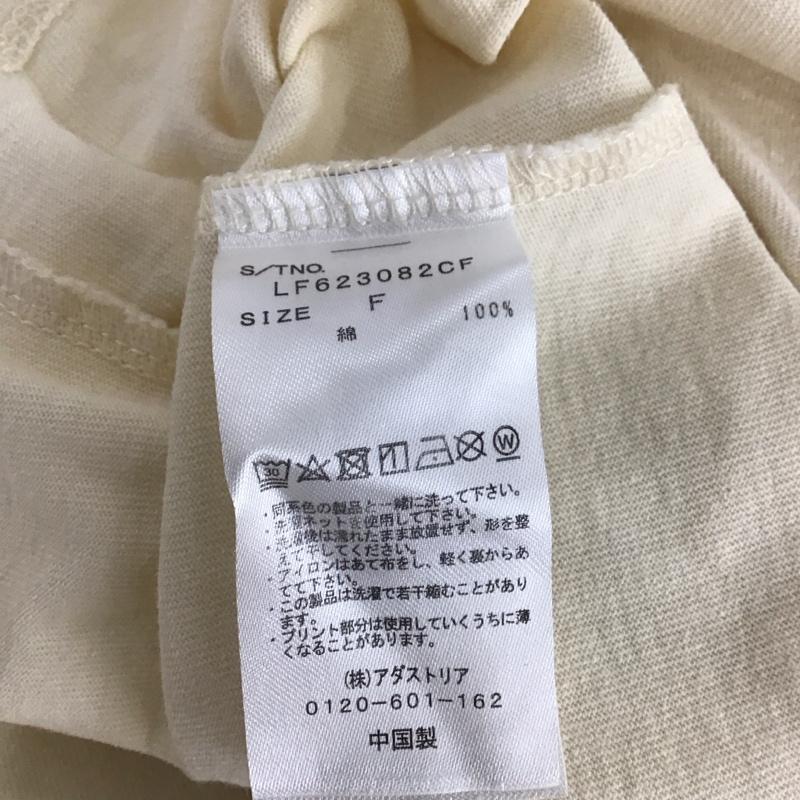 S/TNO.
LF623082CF
SIZE F
綿 100%
30
W
・同系色の製品と一緒に洗って下さい。
・洗濯ネットを使用して下さい。
・洗濯後は濡れたまま放置せず、形を整
えて干してください。
・アイロンはあて布をし、軽く裏からあ
てて下さい。
・この製品は洗濯で若干縮むことがあり
ます。
・プリント部分は使用していくうちに薄
くなることがあります。
(株)アダストリア
0120-601-162
中国製